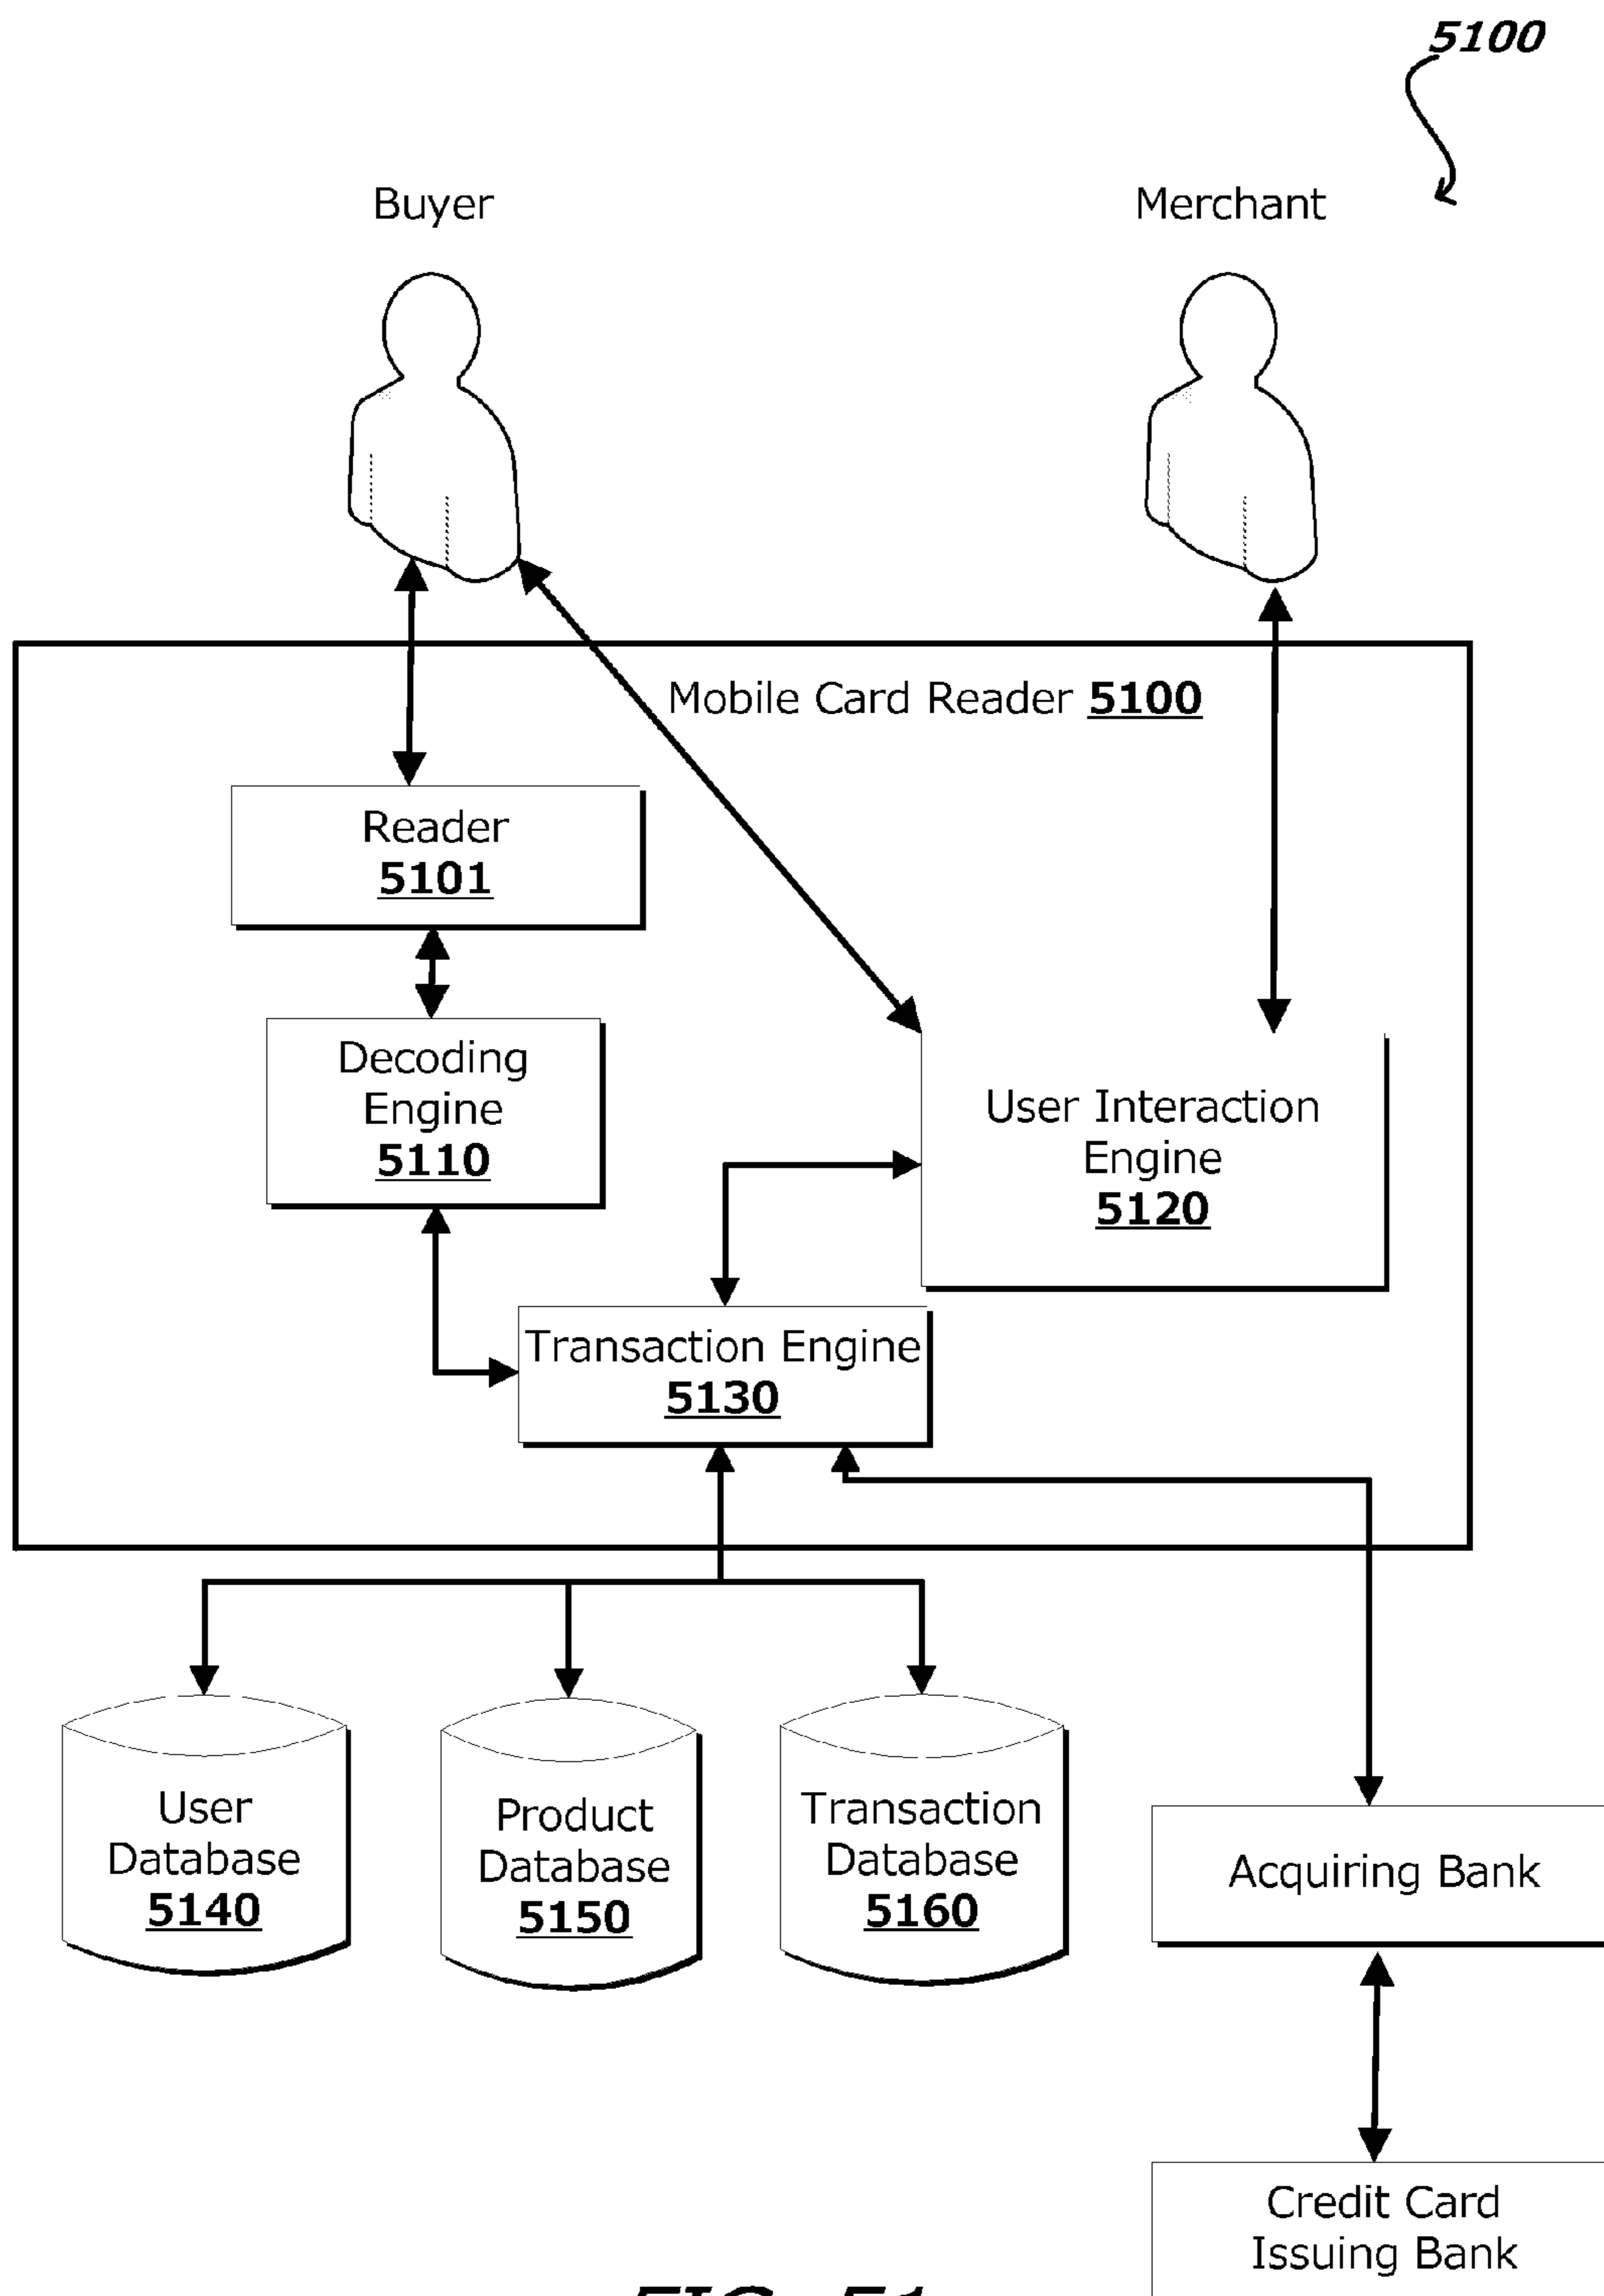 5100
Buyer
Merchant
Mobile Card Reader 5100
Reader
5101
Decoding
Engine
5110
User Interaction
Engine
5120
Transaction Engine
5130
User
Database
5140
Product
Database
5150
Transaction
Database
5160
Acquiring Bank
Credit Card
Issuing Bank